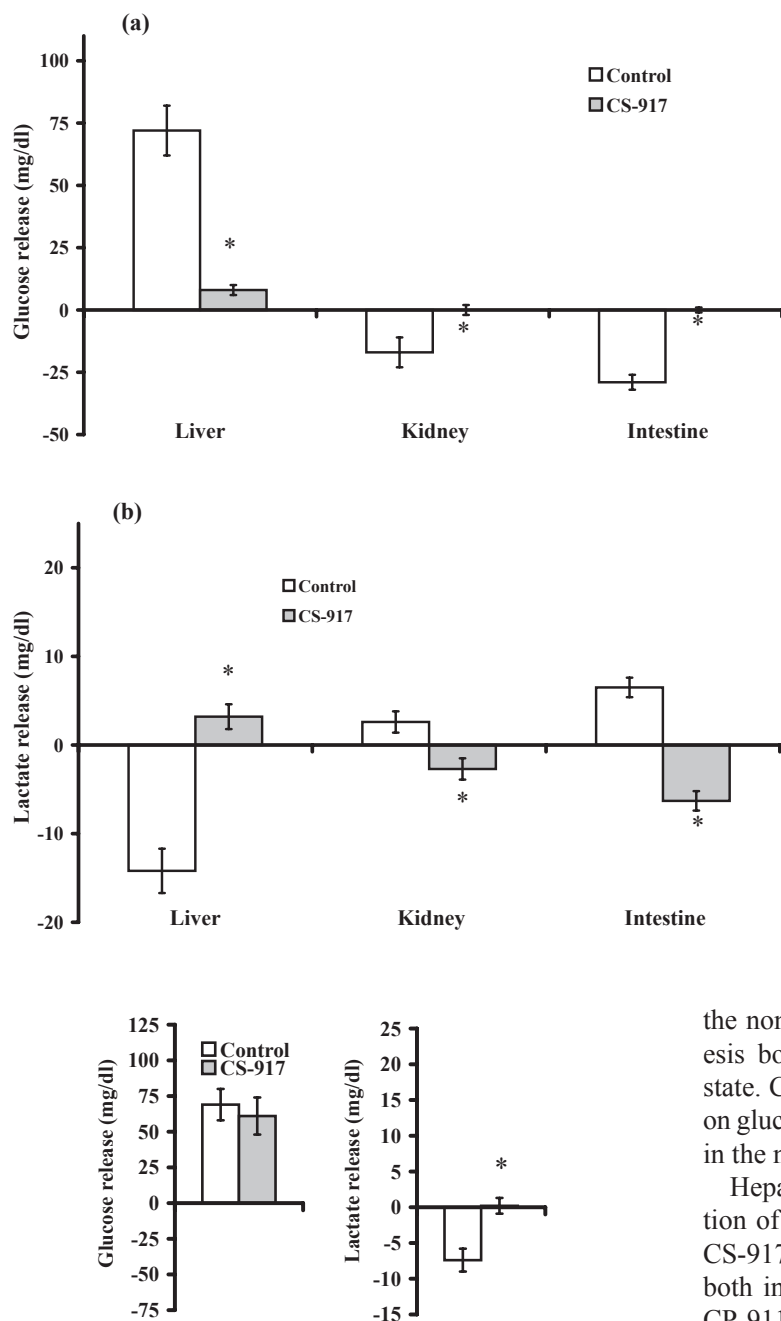 (a)
100
75
50
25
0
-25
-50
Glucose release (mg/dl)
Control
CS-917
*
*
*
Liver Kidney Intestine
(b)
20
10
0
-10
-20
Lactate release (mg/dl)
Control
CS-917
*
*
*
Liver Kidney Intestine
125
100
75
50
25
0
-25
-50
-75
Glucose release (mg/dl)
Control
CS-917
25
20
15
10
5
0
-5
-10
-15
Lactate release (mg/dl)
*
the nor
esis bo
state. C
on gluc
in the n
Hepa
tion of
CS-917
both in